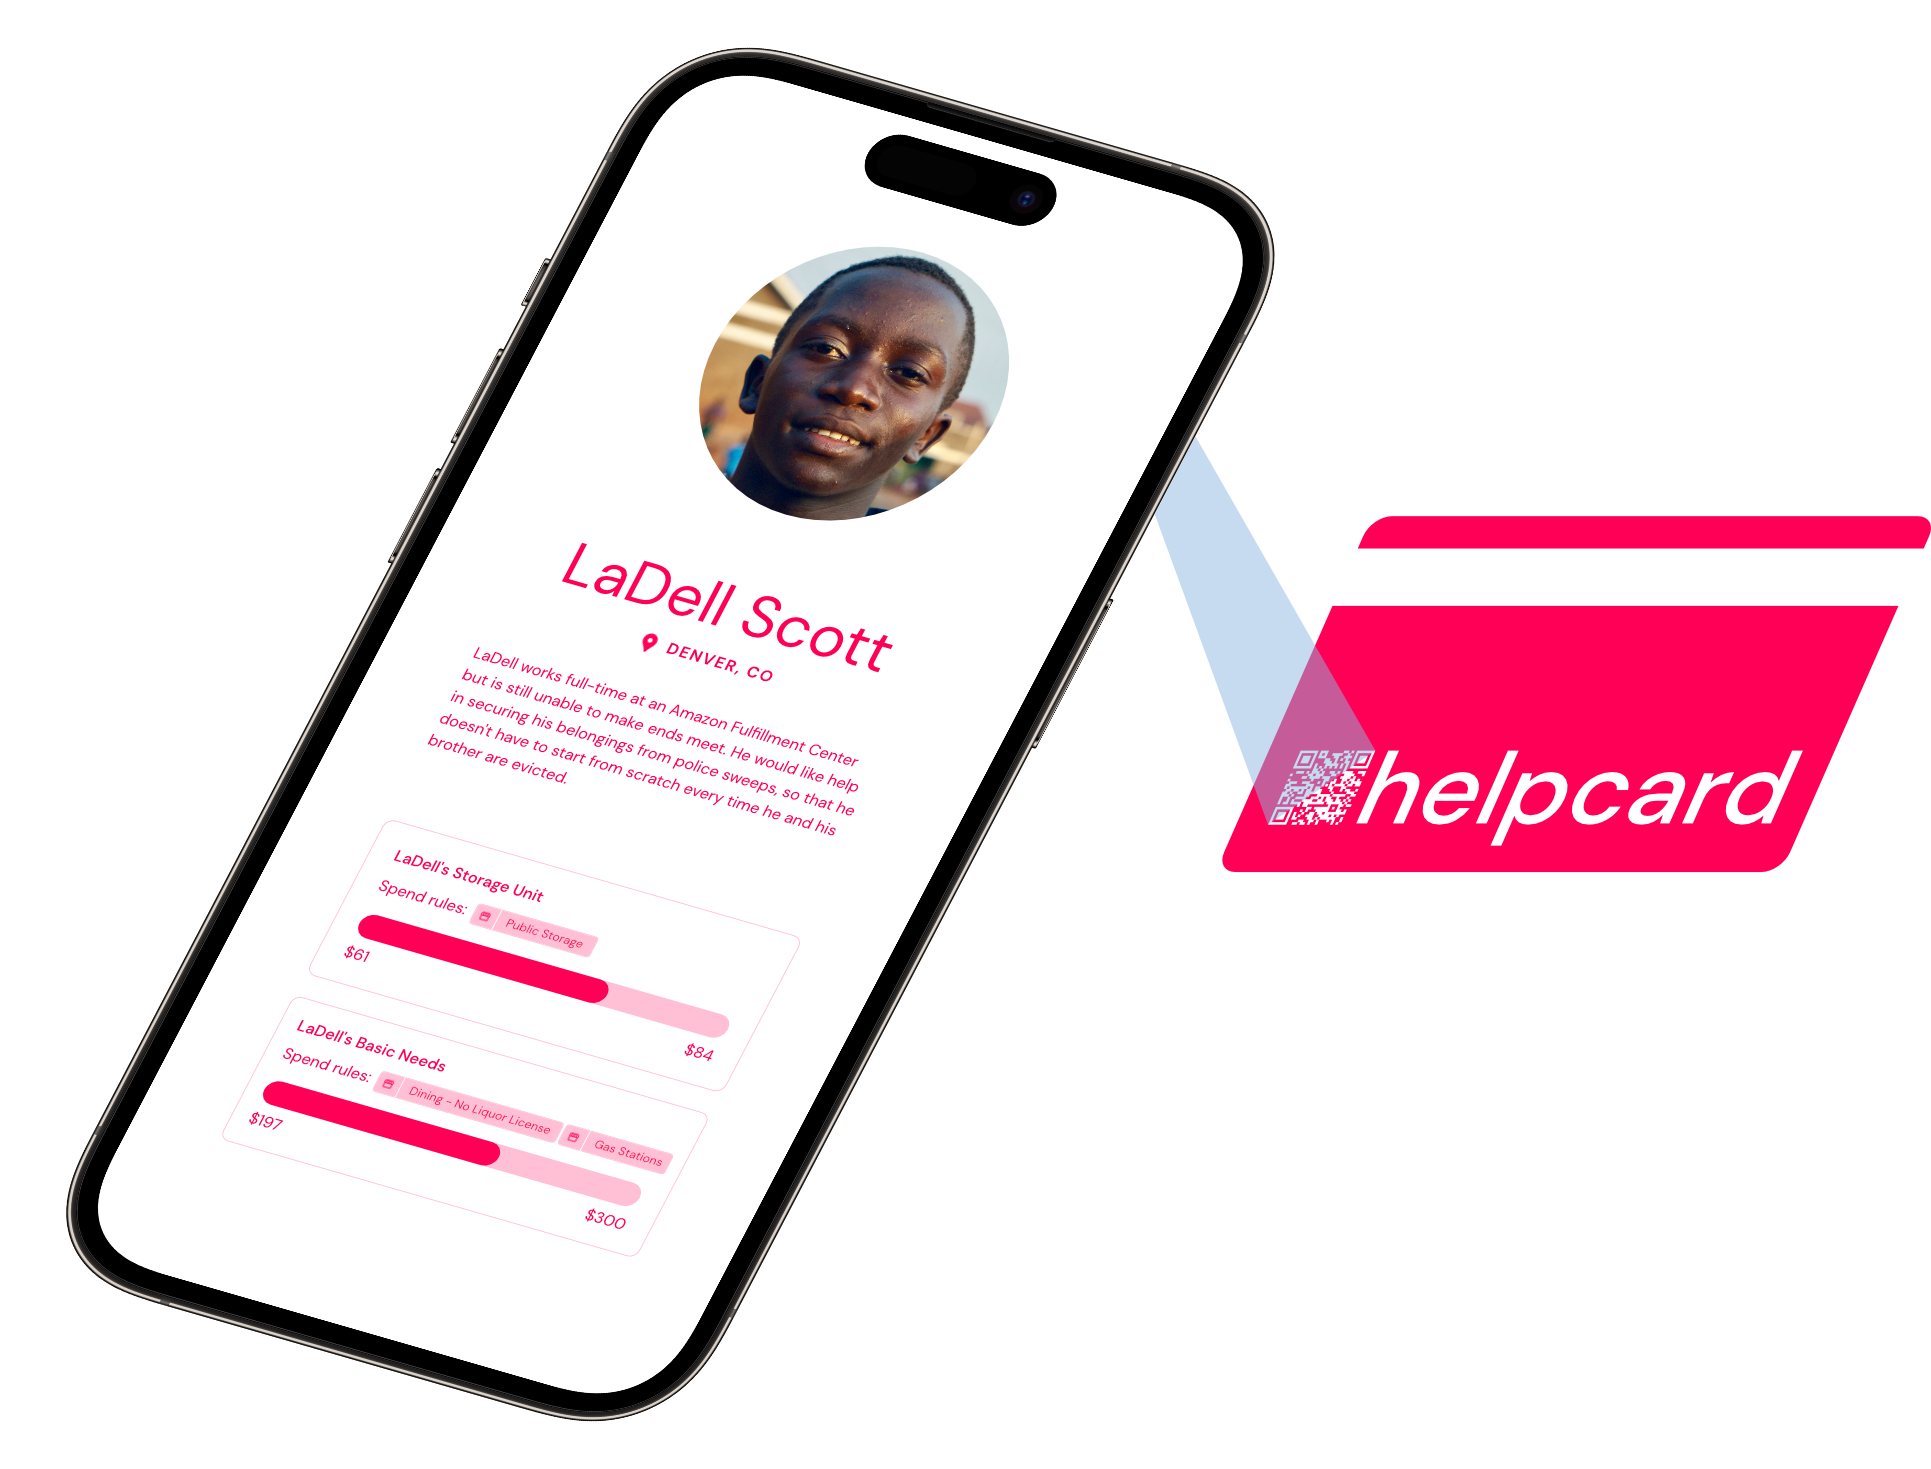 LaDell Scott
DENVER, CO
LaDell works full-time at an Amazon Fulfillment Center
but is still unable to make ends meet. He would like help
in securing his belongings from police sweeps, so that he
doesn't have to start from scratch every time he and his
brother are evicted.
LaDell's Storage Unit
Spend rules: Public Storage
$61
$84
LaDell's Basic Needs
Spend rules: Dining - No Liquor License Gas Stations
$197
$300
helpcard